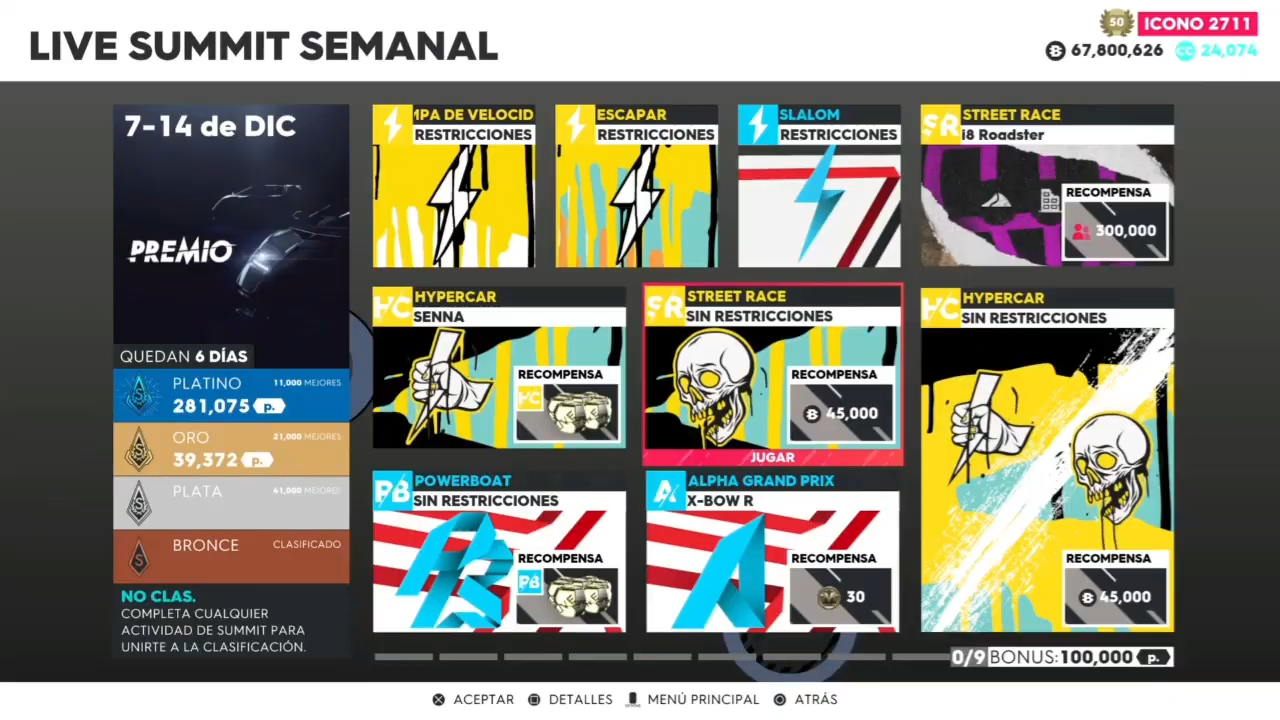 LIVE SUMMIT SEMANAL
50 ICONO 2711
67,800,626 CC 24,074
7-14 de DIC
PREMIO
QUEDAN 6 DÍAS
PLATINO 11,000 MEJORES
281,075 p.
ORO 21,000 MEJORES
39,372 p.
PLATA 41,000 MEJORES
BRONCE CLASIFICADO
NO CLAS.
COMPLETA CUALQUIER
ACTIVIDAD DE SUMMIT PARA
UNIRTE A LA CLASIFICACIÓN.
MPA DE VELOCID
RESTRICCIONES
ESCAPAR
RESTRICCIONES
SLALOM
RESTRICCIONES
SR STREET RACE
i8 Roadster
RECOMPENSA
300,000
HC HYPERCAR
SENNA
RECOMPENSA
HC
SR STREET RACE
SIN RESTRICCIONES
RECOMPENSA
45,000
JUGAR
HC HYPERCAR
SIN RESTRICCIONES
RECOMPENSA
45,000
PB POWERBOAT
SIN RESTRICCIONES
RECOMPENSA
PB
A ALPHA GRAND PRIX
X-BOW R
RECOMPENSA
30
0/9 BONUS: 100,000 p.
ACEPTAR DETALLES MENÚ PRINCIPAL ATRÁS